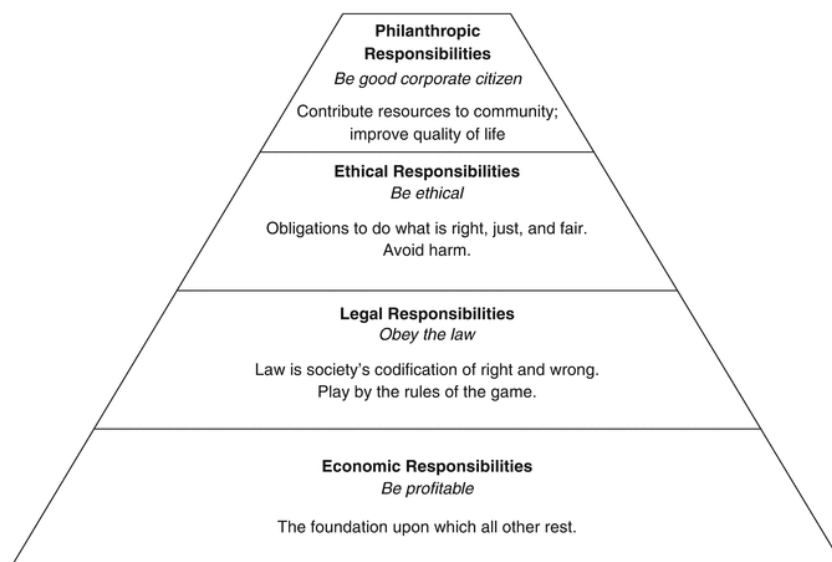 Philanthropic
Responsibilities
Be good corporate citizen
Contribute resources to community;
improve quality of life
Ethical Responsibilities
Be ethical
Obligations to do what is right, just, and fair.
Avoid harm.
Legal Responsibilities
Obey the law
Law is society’s codification of right and wrong.
Play by the rules of the game.
Economic Responsibilities
Be profitable
The foundation upon which all other rest.